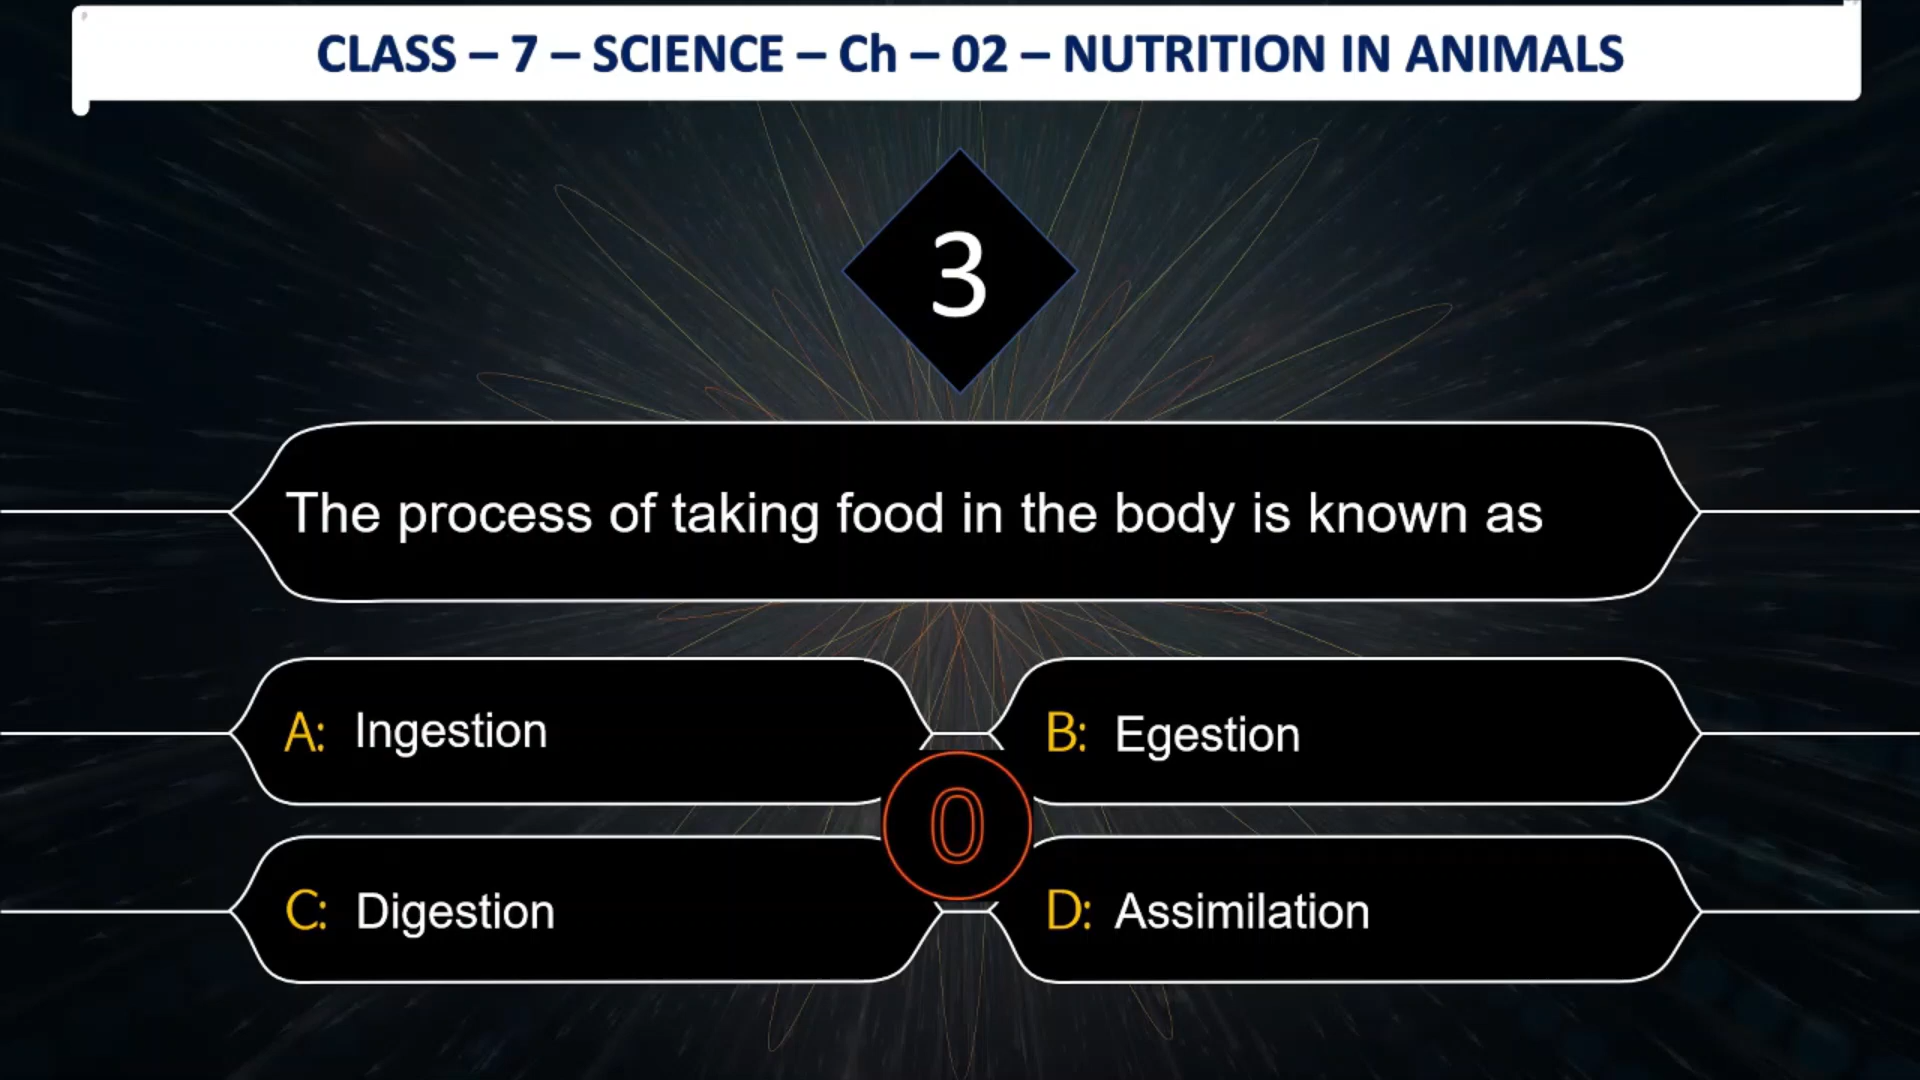 CLASS – 7 – SCIENCE – Ch – 02 – NUTRITION IN ANIMALS
3
The process of taking food in the body is known as
A: Ingestion
B: Egestion
0
C: Digestion
D: Assimilation